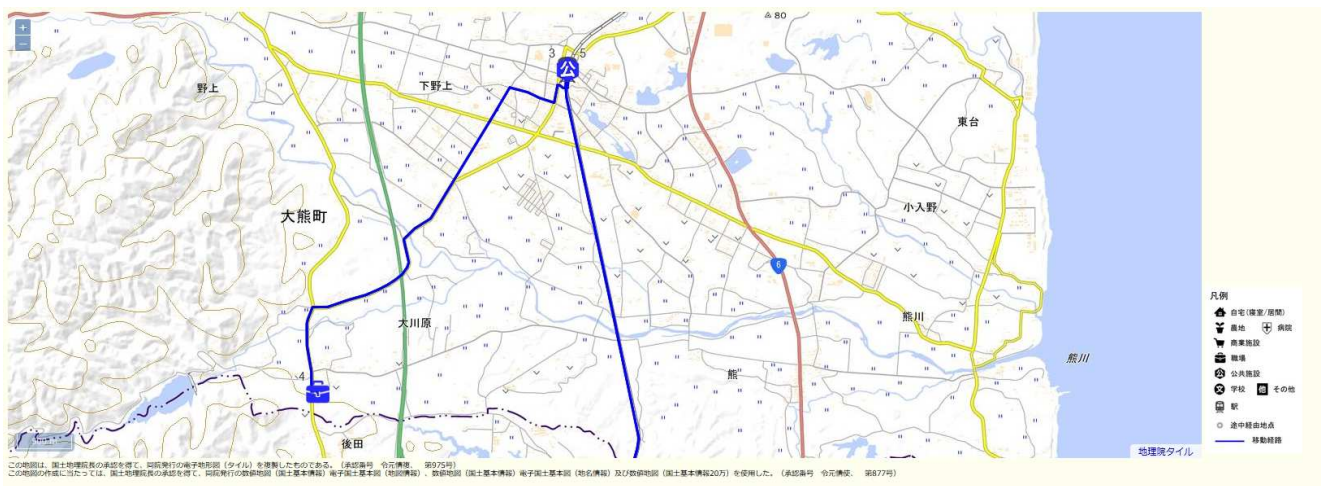 +
−
80
3
5
公
野上
下野上
東台
大熊町
小入野
6
大川原
熊川
熊川
熊
4
後田
地理院タイル
凡例
自宅(寝室/居間)
農地
病院
商業施設
職場
公共施設
学校
他 その他
駅
途中経由地点
移動経路
この地図は、国土地理院長の承認を得て、同院発行の電子地形図(タイル)を複製したものである。(承認番号 令元情複、 第975号)
この地図の作成に当たっては、国土地理院長の承認を得て、同院発行の数値地図(国土基本情報)電子国土基本図(地図情報)、数値地図(国土基本情報)電子国土基本図(地名情報)及び数値地図(国土基本情報20万)を使用した。(承認番号 令元情使、 第877号)